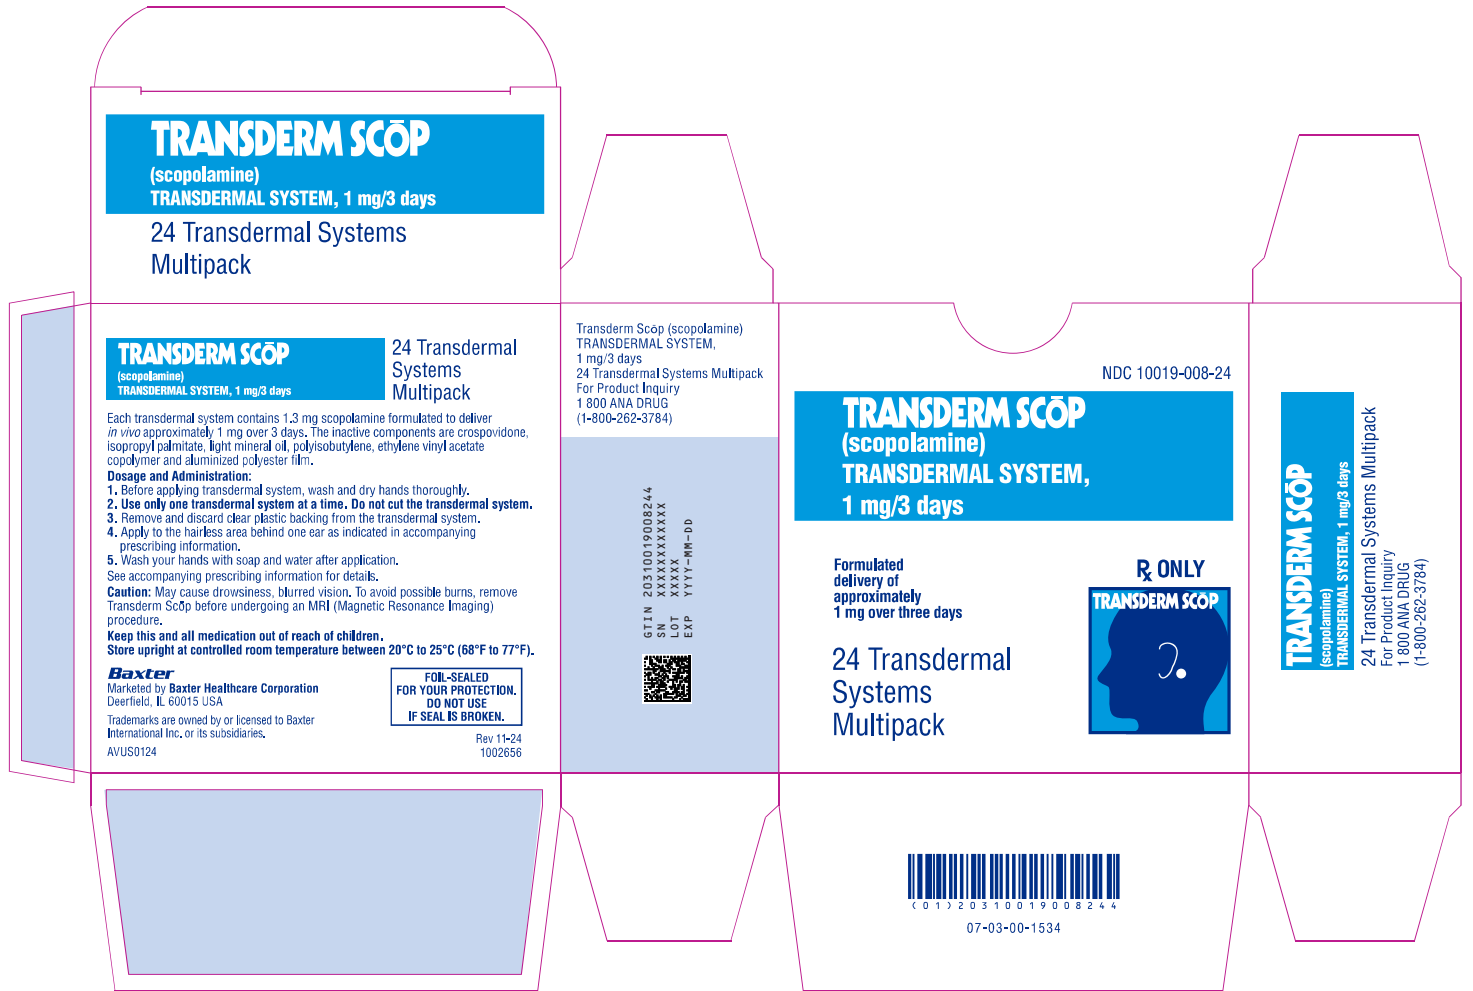 TRANSDERM SCŌP
(scopolamine)
TRANSDERMAL SYSTEM, 1 mg/3 days
24 Transdermal Systems
Multipack
TRANSDERM SCŌP
(scopolamine)
TRANSDERMAL SYSTEM, 1 mg/3 days
24 Transdermal
Systems
Multipack
Each transdermal system contains 1.3 mg scopolamine formulated to deliver
in vivo approximately 1 mg over 3 days. The inactive components are crospovidone,
isopropyl palmitate, light mineral oil, polyisobutylene, ethylene vinyl acetate
copolymer and aluminized polyester film.
Dosage and Administration:
1. Before applying transdermal system, wash and dry hands thoroughly.
2. Use only one transdermal system at a time. Do not cut the transdermal system.
3. Remove and discard clear plastic backing from the transdermal system.
4. Apply to the hairless area behind one ear as indicated in accompanying
prescribing information.
5. Wash your hands with soap and water after application.
See accompanying prescribing information for details.
Caution: May cause drowsiness, blurred vision. To avoid possible burns, remove
Transderm Scōp before undergoing an MRI (Magnetic Resonance Imaging)
procedure.
Keep this and all medication out of reach of children.
Store upright at controlled room temperature between 20°C to 25°C (68°F to 77°F).
Baxter
Marketed by Baxter Healthcare Corporation
Deerfield, IL 60015 USA
Trademarks are owned by or licensed to Baxter
International Inc. or its subsidiaries.
AVUS0124
FOIL-SEALED
FOR YOUR PROTECTION.
DO NOT USE
IF SEAL IS BROKEN.
Rev 11-24
1002656
Transderm Scōp (scopolamine)
TRANSDERMAL SYSTEM,
1 mg/3 days
24 Transdermal Systems Multipack
For Product Inquiry
1 800 ANA DRUG
(1-800-262-3784)
GTIN 20310019008244
SN XXXXXXXXXXXX
LOT XXXXX
EXP YYYY-MM-DD
NDC 10019-008-24
TRANSDERM SCŌP
(scopolamine)
TRANSDERMAL SYSTEM,
1 mg/3 days
Formulated
delivery of
approximately
1 mg over three days
24 Transdermal
Systems
Multipack
℞ ONLY
TRANSDERM SCŌP
(01)20310019008244
07-03-00-1534
TRANSDERM SCŌP
(scopolamine)
TRANSDERMAL SYSTEM, 1 mg/3 days
24 Transdermal Systems Multipack
For Product Inquiry
1 800 ANA DRUG
(1-800-262-3784)